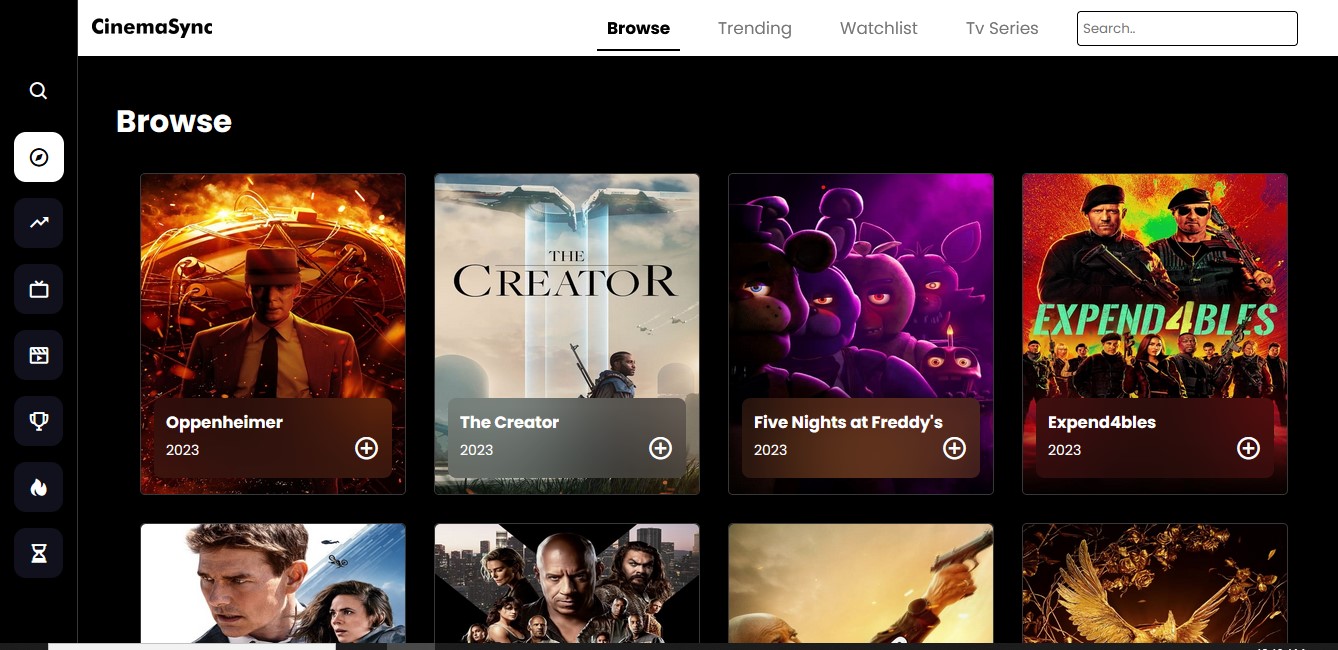 CinemaSync
Browse
Trending
Watchlist
Tv Series
Search..
Browse
THE
CREATOR
EXPEND4BLES
Oppenheimer
2023
The Creator
2023
Five Nights at Freddy's
2023
Expend4bles
2023